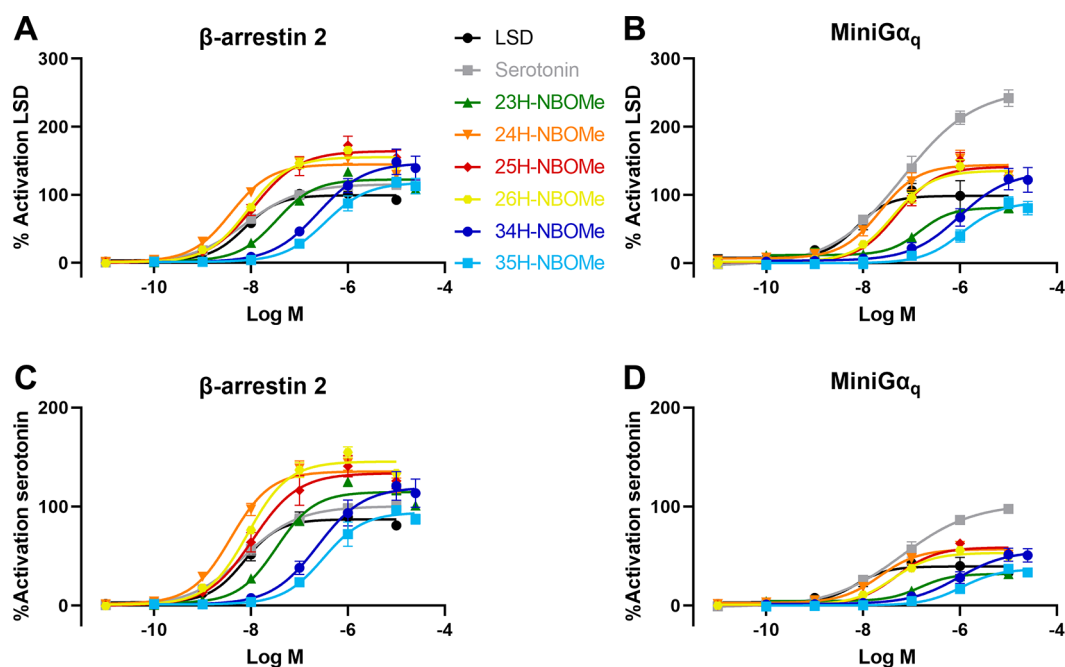 A
β-arrestin 2
% Activation LSD
300
200
100
0
-10
-8
-6
-4
Log M
LSD
Serotonin
23H-NBOMe
24H-NBOMe
25H-NBOMe
26H-NBOMe
34H-NBOMe
35H-NBOMe
B
MiniGαq
% Activation LSD
300
200
100
0
-10
-8
-6
-4
Log M
C
β-arrestin 2
%Activation serotonin
200
100
0
-10
-8
-6
-4
Log M
D
MiniGαq
%Activation serotonin
200
100
0
-10
-8
-6
-4
Log M